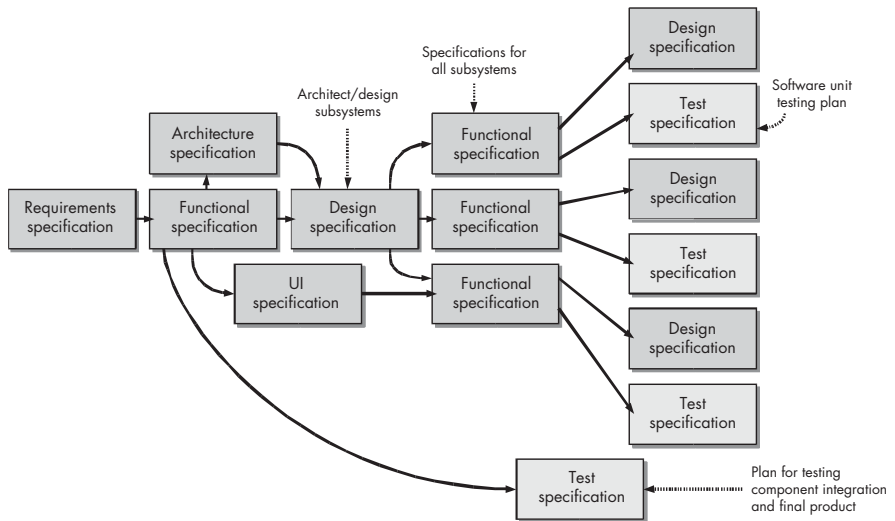 Design
specification
Specifications for
all subsystems
Software unit
testing plan
Architect/design
subsystems
Test
specification
Architecture
specification
Functional
specification
Design
specification
Requirements
specification
Functional
specification
Design
specification
Functional
specification
Test
specification
UI
specification
Functional
specification
Design
specification
Test
specification
Test
specification
Plan for testing
component integration
and final product